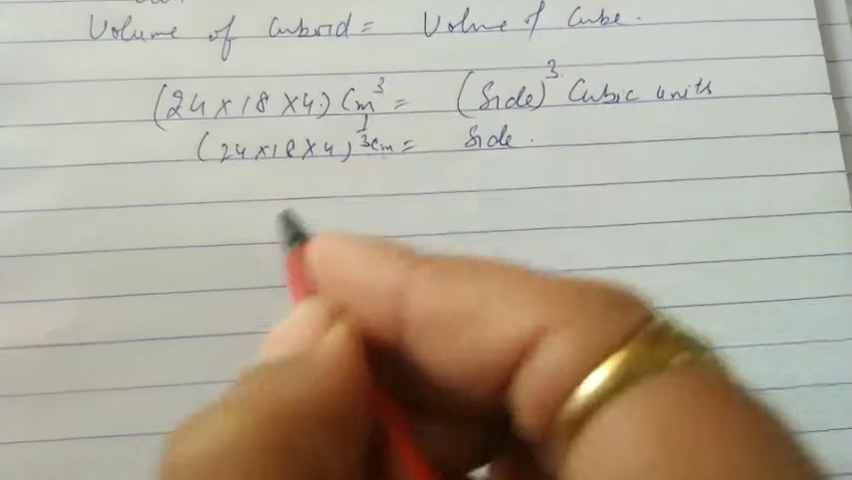 Volume of Cuboid = Volme of Cube.
(24 × 18 × 4) Cm³ = (Side)³ Cubic units
(24 × 18 × 4)^1/3 cm = Side.